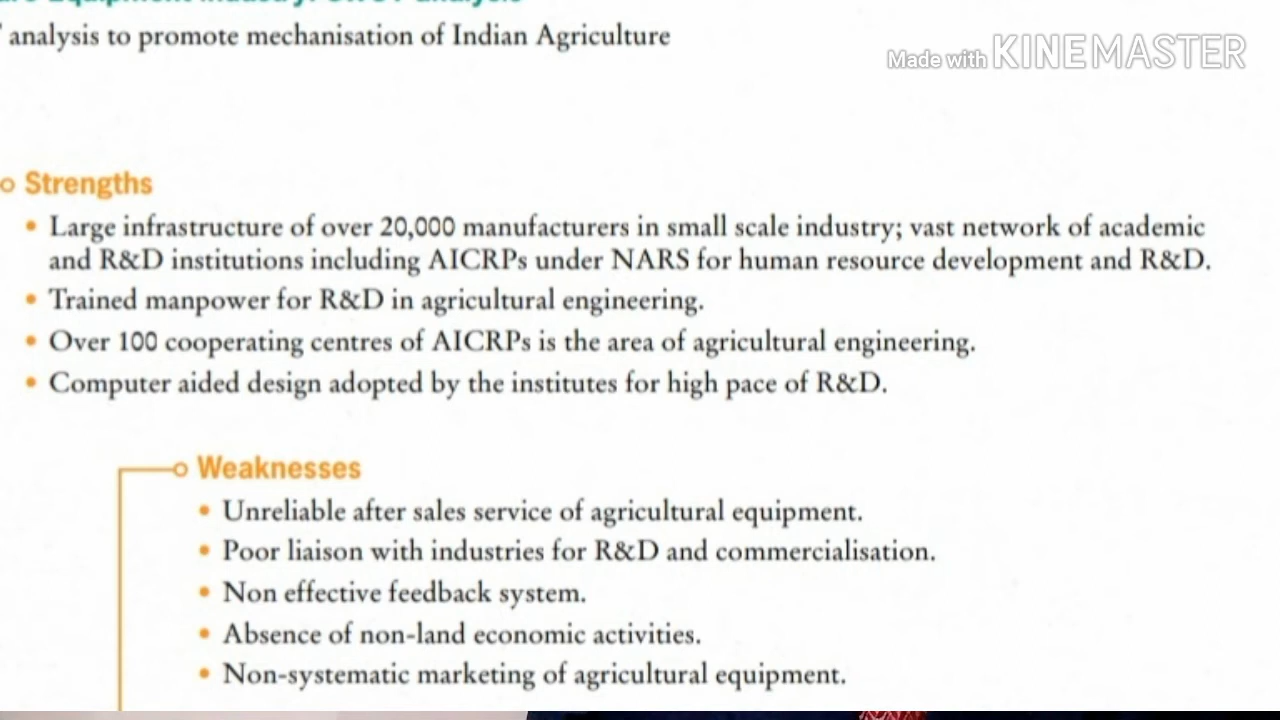 analysis to promote mechanisation of Indian Agriculture
Made with KINEMASTER
Strengths
• Large infrastructure of over 20,000 manufacturers in small scale industry; vast network of academic
and R&D institutions including AICRPs under NARS for human resource development and R&D.
• Trained manpower for R&D in agricultural engineering.
• Over 100 cooperating centres of AICRPs is the area of agricultural engineering.
• Computer aided design adopted by the institutes for high pace of R&D.
Weaknesses
• Unreliable after sales service of agricultural equipment.
• Poor liaison with industries for R&D and commercialisation.
• Non effective feedback system.
• Absence of non-land economic activities.
• Non-systematic marketing of agricultural equipment.